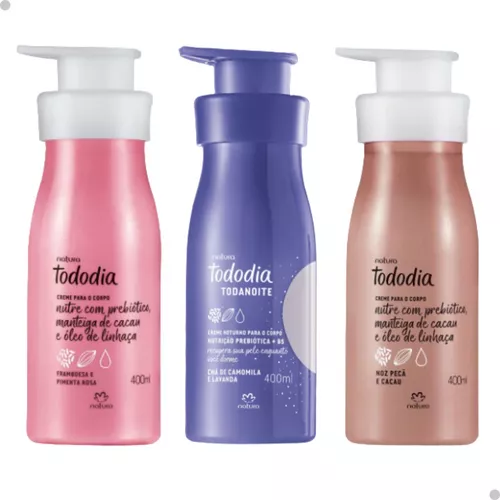 natura
Tododia
CREME PARA O CORPO
nutre com prebiótico,
manteiga de cacau
e óleo de linhaça
FRAMBOESA E
PIMENTA ROSA
400ml
natura
natura
Tododia
TODANOITE
CREME NOTURNO PARA O CORPO
NUTRIÇÃO PREBIÓTICA + B5
recupera sua pele enquanto
você dorme
CHÁ DE CAMOMILA
E LAVANDA
400ml
natura
natura
Tododia
CREME PARA O CORPO
nutre com prebiótico,
manteiga de cacau
e óleo de linhaça
NOZ PECÃ
E CACAU
400ml
natura